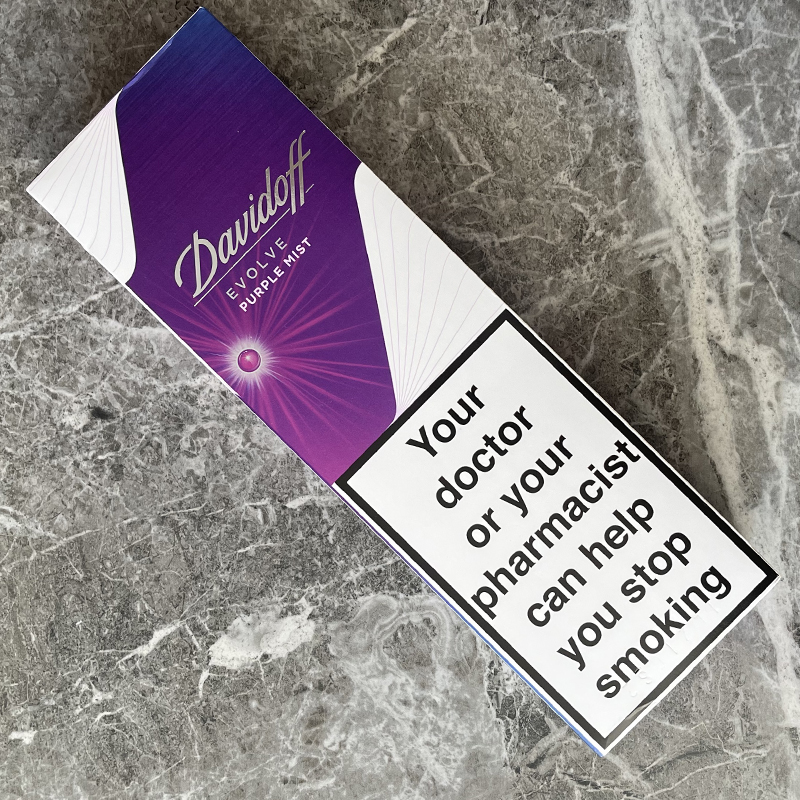 Davidoff
EVOLVE
PURPLE MIST
Your
doctor
or your
pharmacist
can help
you stop
smoking